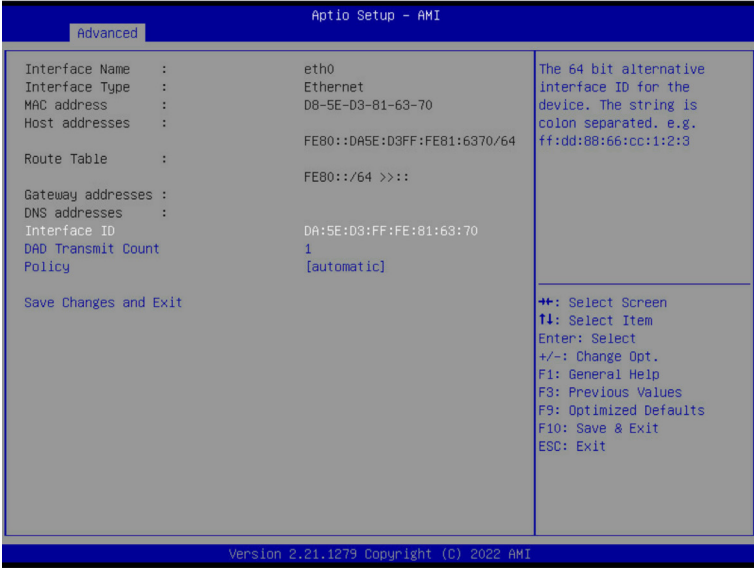 Aptio Setup – AMI
Advanced
Interface Name : eth0
Interface Type : Ethernet
MAC address : D8-5E-D3-81-63-70
Host addresses :
FE80::DA5E:D3FF:FE81:6370/64
Route Table :
FE80::/64 >>::
Gateway addresses :
DNS addresses :
Interface ID DA:5E:D3:FF:FE:81:63:70
DAD Transmit Count 1
Policy [automatic]
Save Changes and Exit
The 64 bit alternative
interface ID for the
device. The string is
colon separated. e.g.
ff:dd:88:66:cc:1:2:3
→←: Select Screen
↑↓: Select Item
Enter: Select
+/-: Change Opt.
F1: General Help
F3: Previous Values
F9: Optimized Defaults
F10: Save & Exit
ESC: Exit
Version 2.21.1279 Copyright (C) 2022 AMI